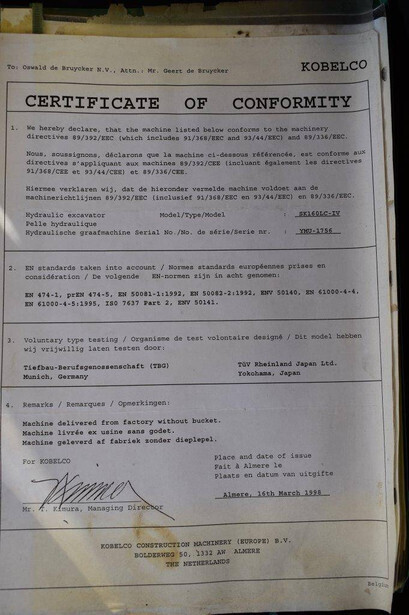 To: Oswald de Bruycker N.V., Attn.: Mr. Geert de Bruycker
KOBELCO
CERTIFICATE OF CONFORMITY
1. We hereby declare, that the machine listed below conforms to the machinery
directives 89/392/EEC (which includes 91/368/EEC and 93/44/EEC) and 89/336/EEC.
Nous, soussignons, déclarons que la machine ci-dessous référencée, est conforme aux
directives s'appliquant aux machines 89/392/CEE (incluant également les directives
91/368/CEE et 93/44/CEE) et 89/336/CEE.
Hiermee verklaren wij, dat de hieronder vermelde machine voldoet aan de
machinerichtlijnen 89/392/EEC (inclusief 91/368/EEC en 93/44/EEC) en 89/336/EEC.
Hydraulic excavator Model/Type/Model : SK160LC-IV
Pelle hydraulique
Hydraulische graafmachine Serial No./No. de série/Serie nr. : YMU-1756
2. EN standards taken into account / Normes standards européennes prises en
considération / De volgende EN-normen zijn in acht genomen:
EN 474-1, prEN 474-5, EN 50081-1:1992, EN 50082-2:1992, ENV 50140, EN 61000-4-4,
EN 61000-4-5:1995, ISO 7637 Part 2, ENV 50141.
3. Voluntary type testing / Organisme de test volontaire designé / Dit model hebben
wij vrijwillig laten testen door:
Tiefbau-Berufsgenossenschaft (TBG) TGV Rheinland Japan Ltd.
Munich, Germany Yokohama, Japan
4. Remarks / Remarques / Opmerkingen:
Machine delivered from factory without bucket.
Machine livrée ex usine sans godet.
Machine geleverd af fabriek zonder dieplepel.
For KOBELCO
Place and date of issue
Fait à Almere le
Plaats en datum van uitgifte
Almere, 16th March 1998
Mr. T. Kimura, Managing Director
KOBELCO CONSTRUCTION MACHINERY (EUROPE) B.V.
BOLDERWEG 50, 1332 AW ALMERE
THE NETHERLANDS